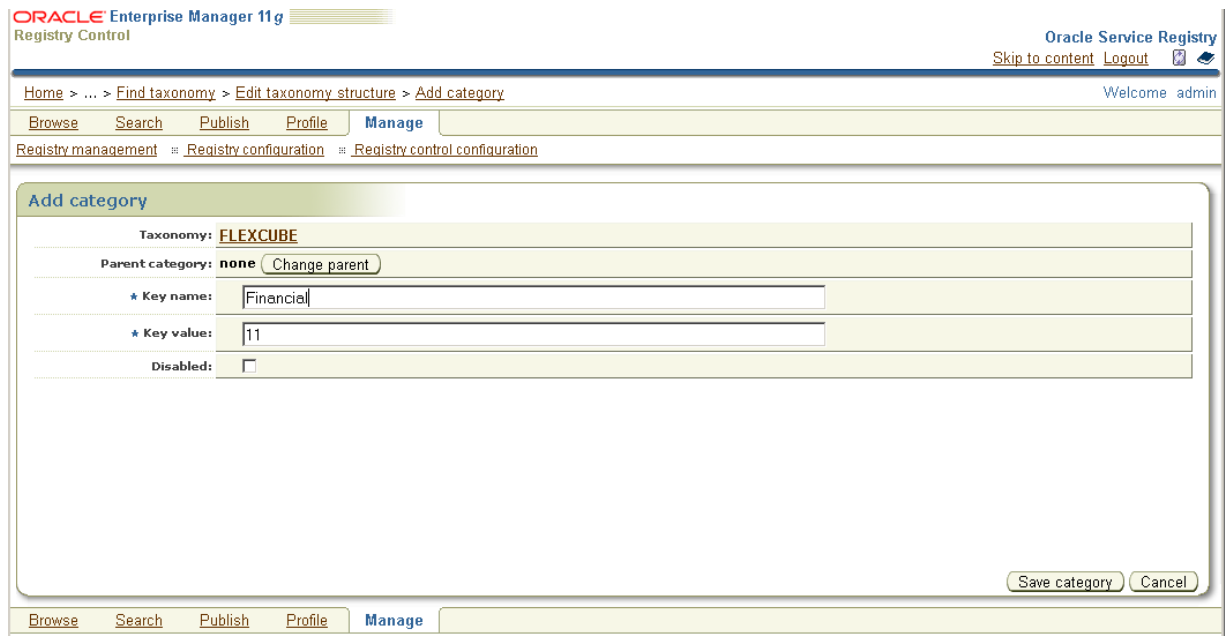 ORACLE Enterprise Manager 11g
Registry Control
Oracle Service Registry
Skip to content Logout
Home > ... > Find taxonomy > Edit taxonomy structure > Add category
Welcome admin
Browse Search Publish Profile Manage
Registry management Registry configuration Registry control configuration
Add category
Taxonomy: FLEXCUBE
Parent category: none Change parent
* Key name: Financial
* Key value: 11
Disabled:
Save category Cancel
Browse Search Publish Profile Manage